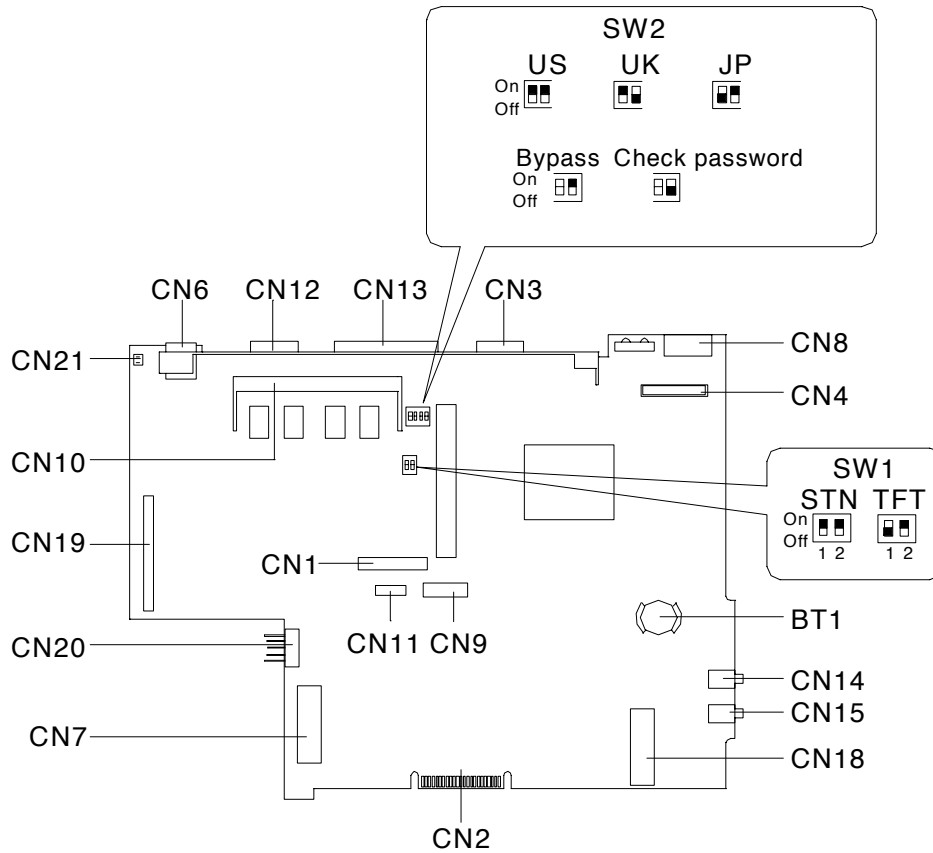 SW2
US UK JP
On
Off
Bypass Check password
On
Off
CN6 CN12 CN13 CN3
CN21
CN8
CN4
CN10
SW1
STN TFT
On
Off
1 2 1 2
CN19
CN1
CN11 CN9
BT1
CN20
CN14
CN15
CN7
CN18
CN2